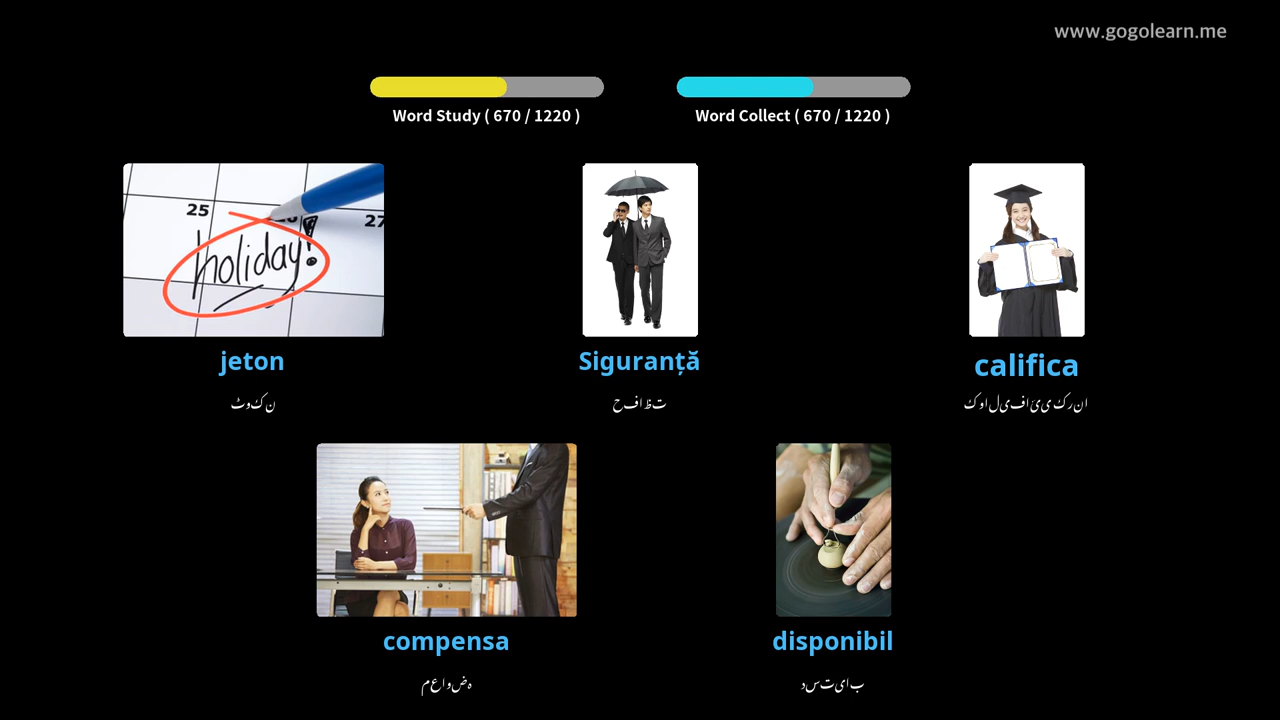 www.gogolearn.me
Word Study ( 670 / 1220 )
Word Collect ( 670 / 1220 )
25 27
holiday!
jeton
ٹوکن
Siguranță
حفاظت
califica
کوالیفائی کرنا
compensa
معاوضہ
disponibil
دستیاب